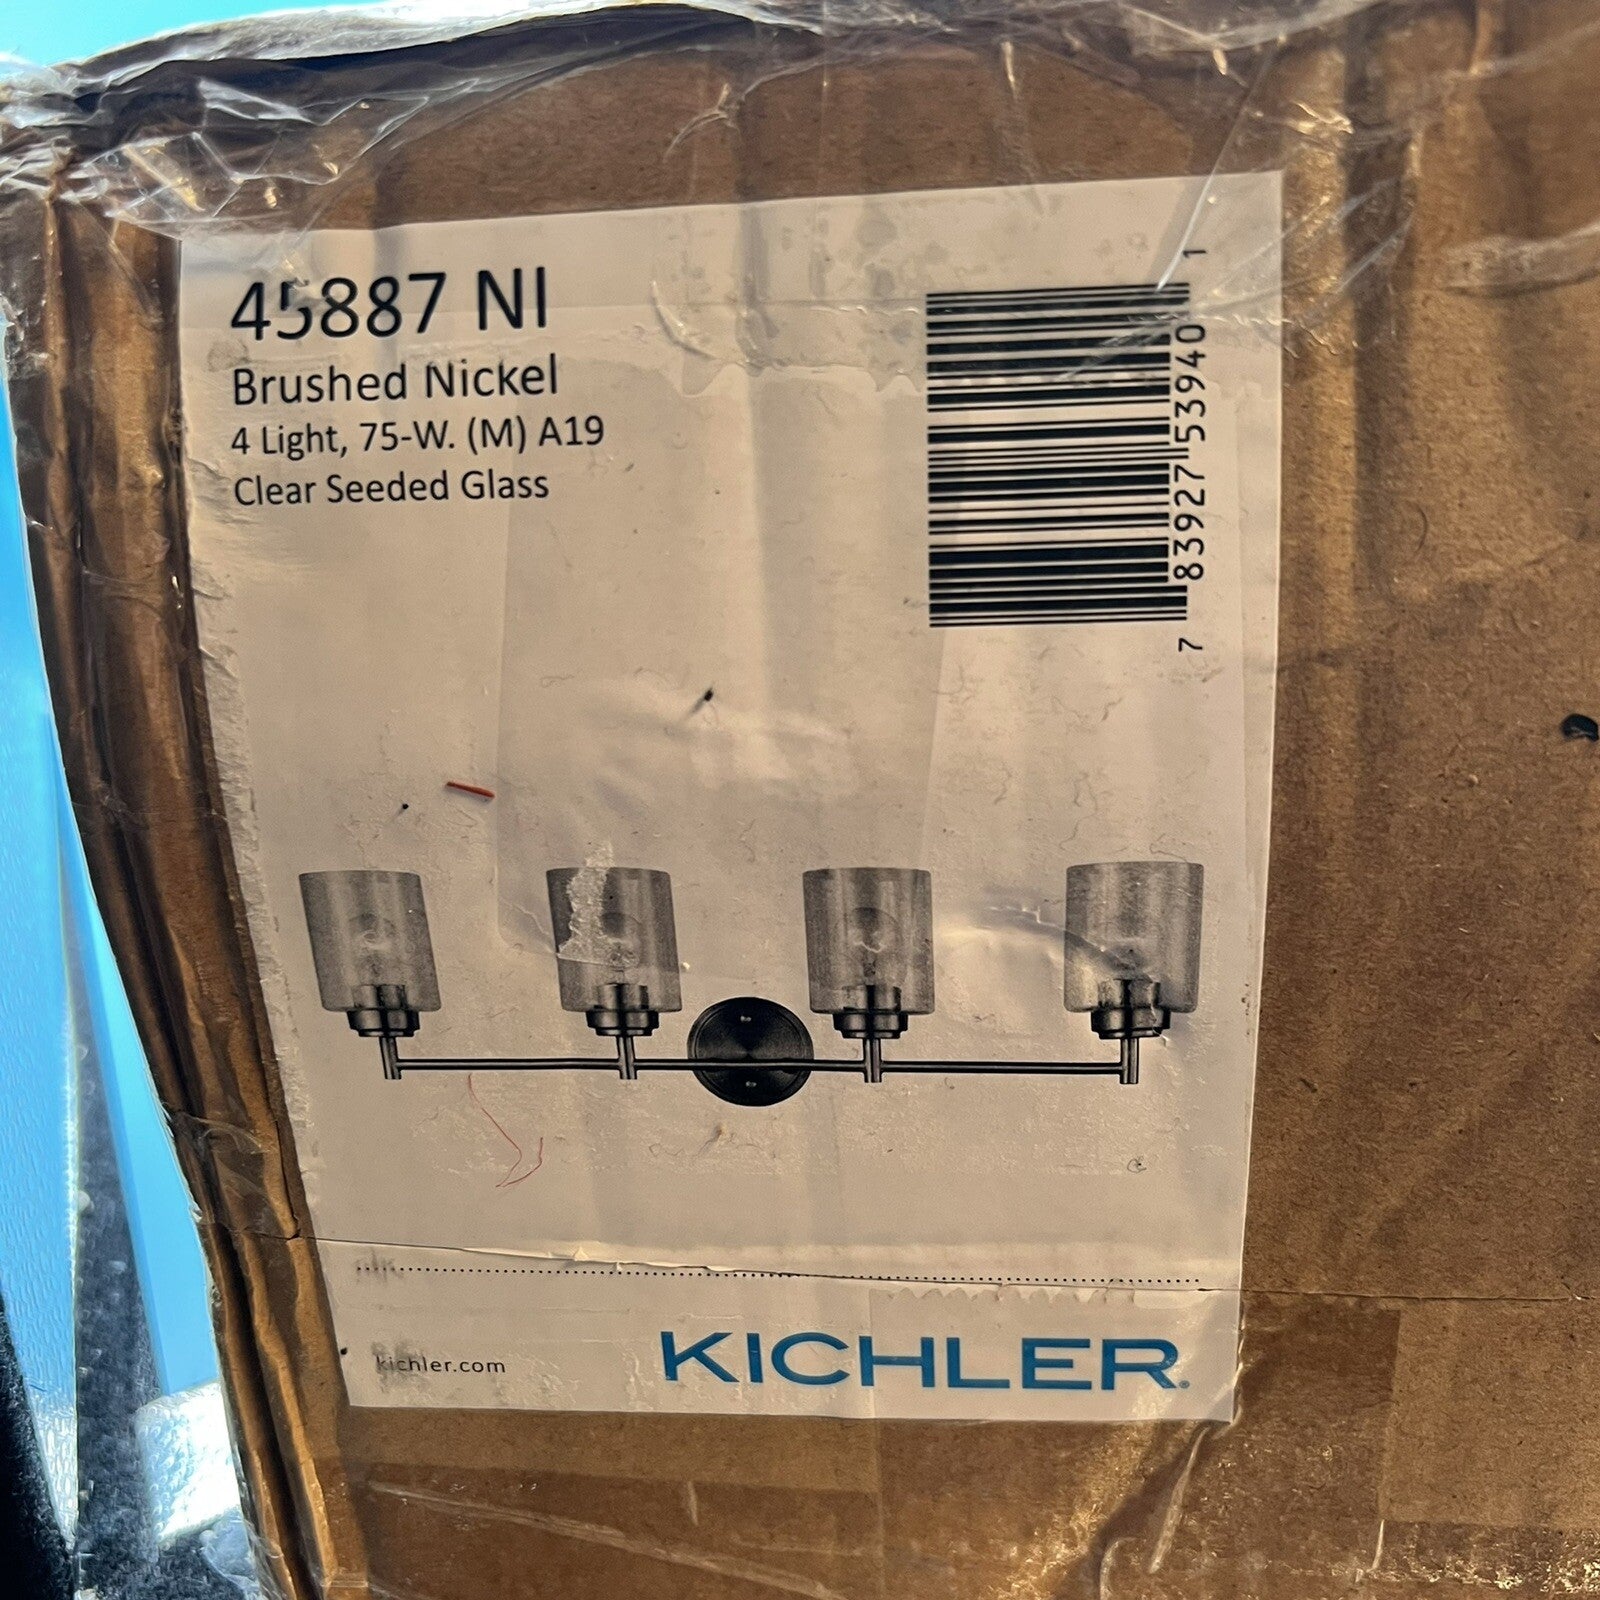 45887 NI
Brushed Nickel
4 Light, 75-W. (M) A19
Clear Seeded Glass
7 83927 53940 1
kichler.com
KICHLER®